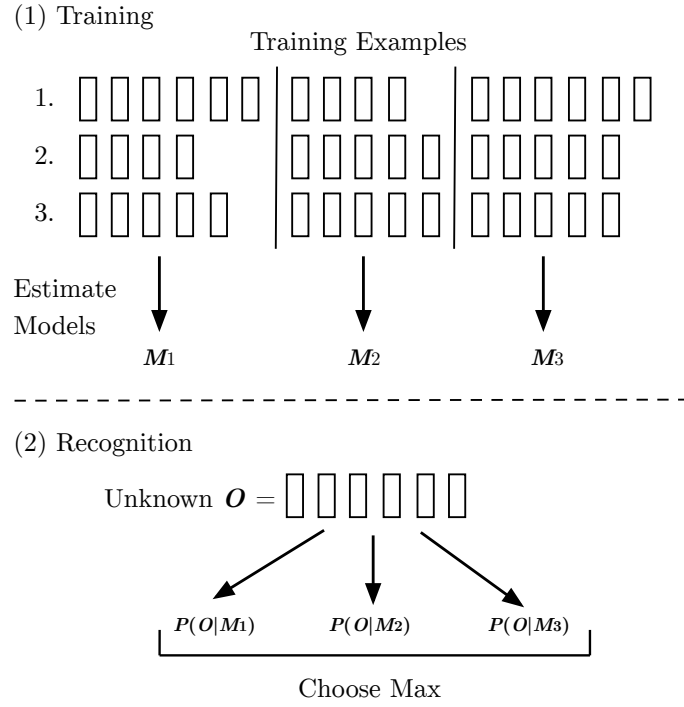 (1) Training
Training Examples
1.
2.
3.
Estimate
Models
M1 M2 M3
(2) Recognition
Unknown O =
P(O|M1) P(O|M2) P(O|M3)
Choose Max